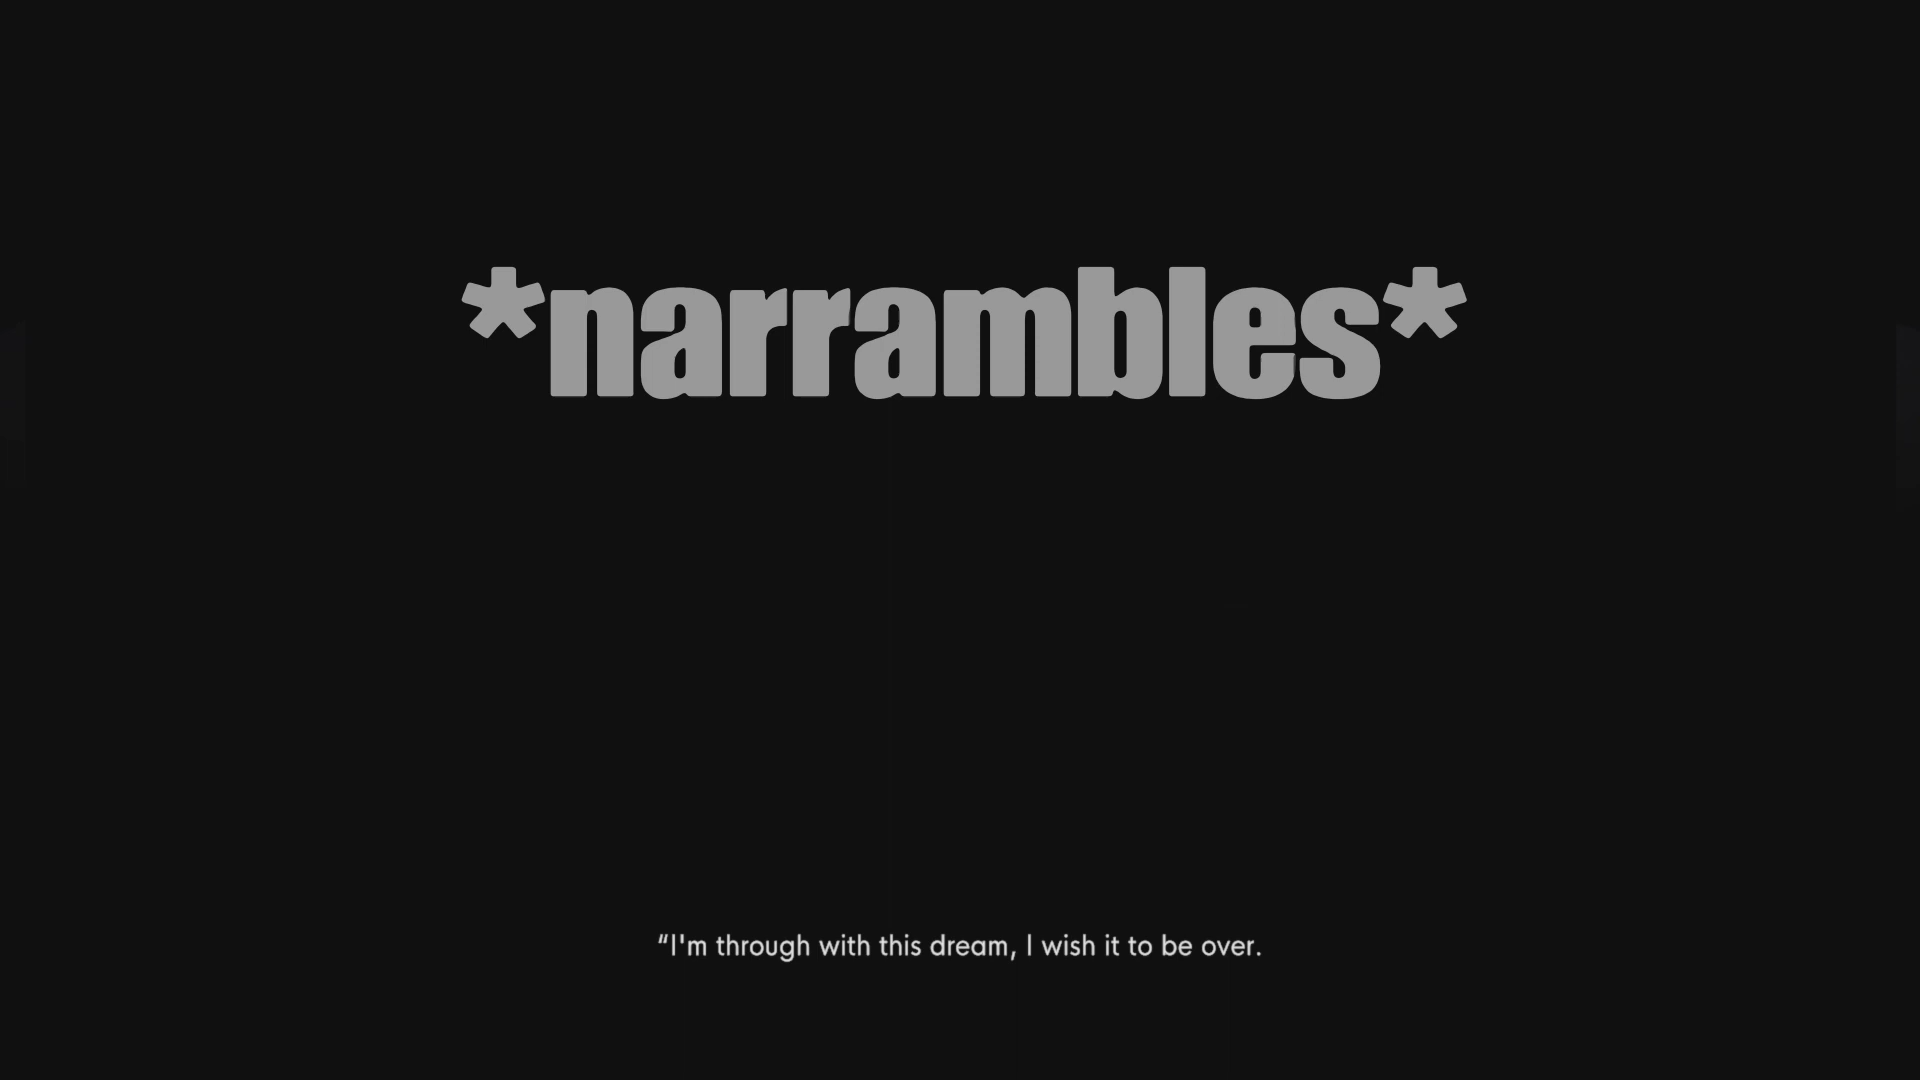 *narrambles*
“I'm through with this dream, I wish it to be over.